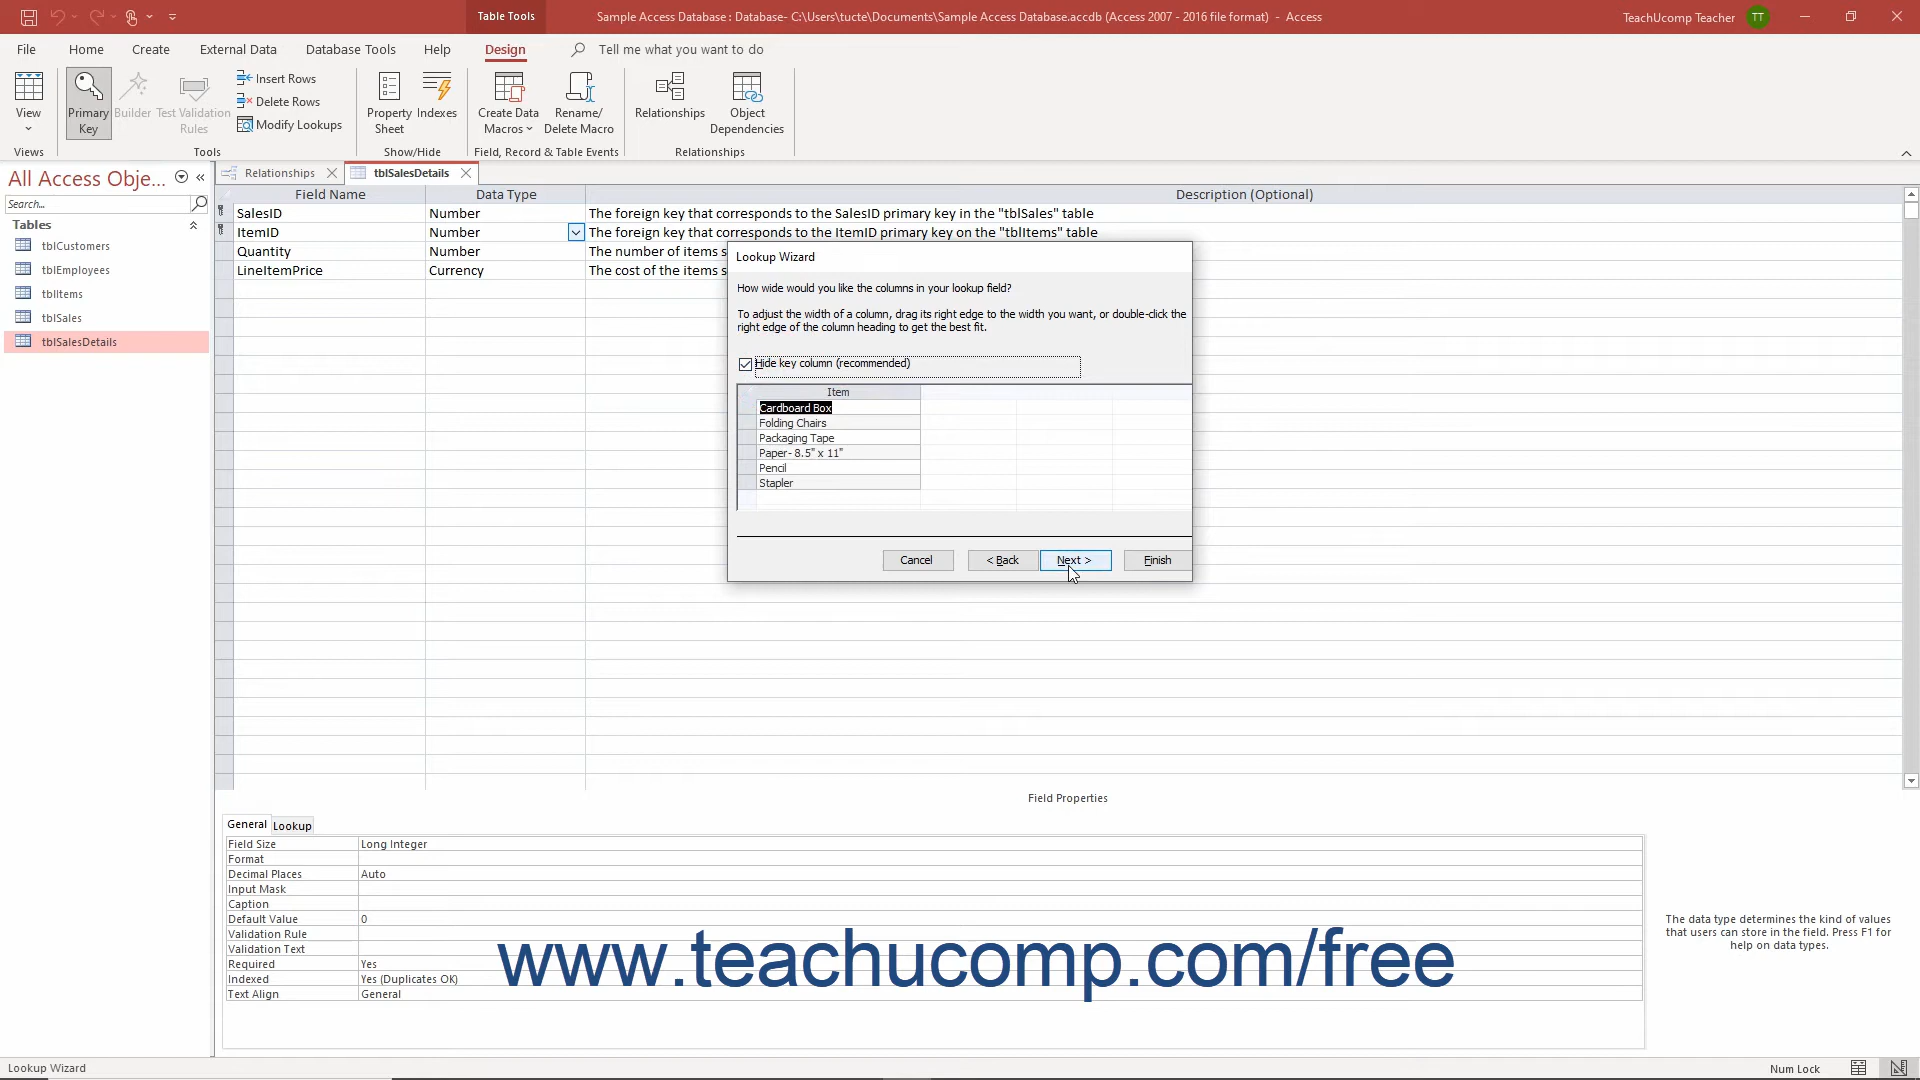 Table Tools
Sample Access Database : Database- C:\Users\tucte\Documents\Sample Access Database.accdb (Access 2007 - 2016 file format) - Access
TeachUcomp Teacher TT
File Home Create External Data Database Tools Help Design Tell me what you want to do
View
Primary Key
Builder
Test Validation Rules
Insert Rows
Delete Rows
Modify Lookups
Property Sheet
Indexes
Create Data Macros
Rename/ Delete Macro
Relationships
Object Dependencies
Views Tools Show/Hide Field, Record & Table Events Relationships
All Access Obje...
Search...
Tables
tblCustomers
tblEmployees
tblItems
tblSales
tblSalesDetails
Relationships tblSalesDetails
Field Name Data Type Description (Optional)
SalesID Number The foreign key that corresponds to the SalesID primary key in the "tblSales" table
ItemID Number The foreign key that corresponds to the ItemID primary key on the "tblItems" table
Quantity Number The number of items s
LineItemPrice Currency The cost of the items s
Lookup Wizard
How wide would you like the columns in your lookup field?
To adjust the width of a column, drag its right edge to the width you want, or double-click the
right edge of the column heading to get the best fit.
Hide key column (recommended)
Item
Cardboard Box
Folding Chairs
Packaging Tape
Paper- 8.5" x 11"
Pencil
Stapler
Cancel < Back Next > Finish
Field Properties
General Lookup
Field Size Long Integer
Format
Decimal Places Auto
Input Mask
Caption
Default Value 0
Validation Rule
Validation Text
Required Yes
Indexed Yes (Duplicates OK)
Text Align General
The data type determines the kind of values
that users can store in the field. Press F1 for
help on data types.
www.teachucomp.com/free
Lookup Wizard
Num Lock